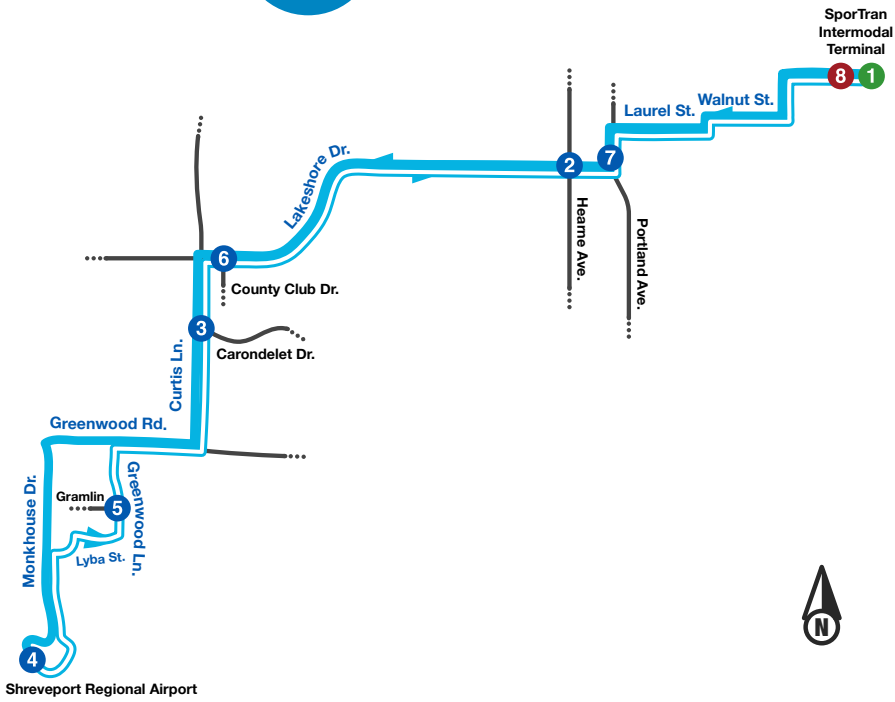 SporTran
Intermodal
Terminal
8
1
Walnut St.
Laurel St.
7
2
Lakeshore Dr.
Hearne Ave.
Portland Ave.
6
County Club Dr.
3
Carondelet Dr.
Curtis Ln.
Greenwood Rd.
Monkhouse Dr.
Gramlin
5
Greenwood Ln.
Lyba St.
4
Shreveport Regional Airport
N